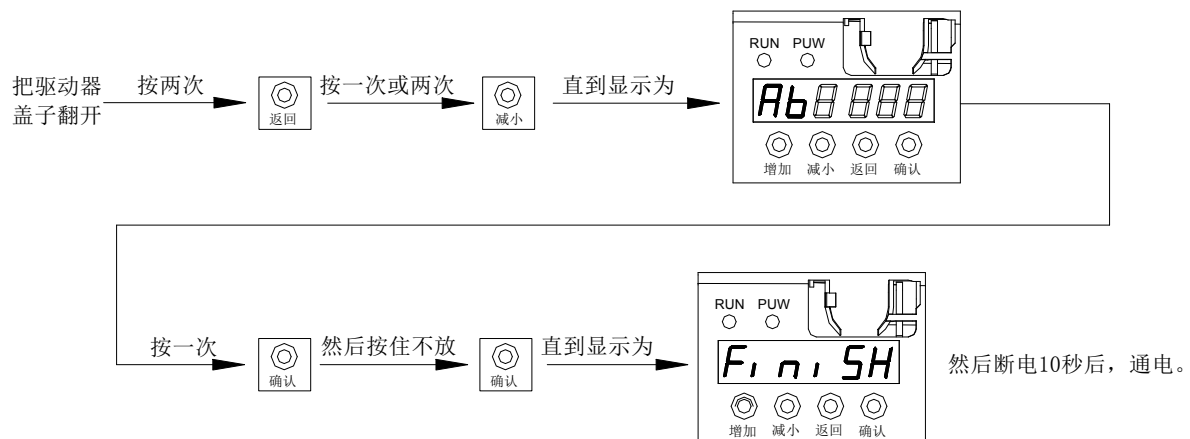 把驱动器
盖子翻开
按两次
返回
按一次或两次
减小
直到显示为
RUN PUW
Ab
增加 减小 返回 确认
按一次
确认
然后按住不放
确认
直到显示为
RUN PUW
FiniSH
增加 减小 返回 确认
然后断电10秒后，通电。